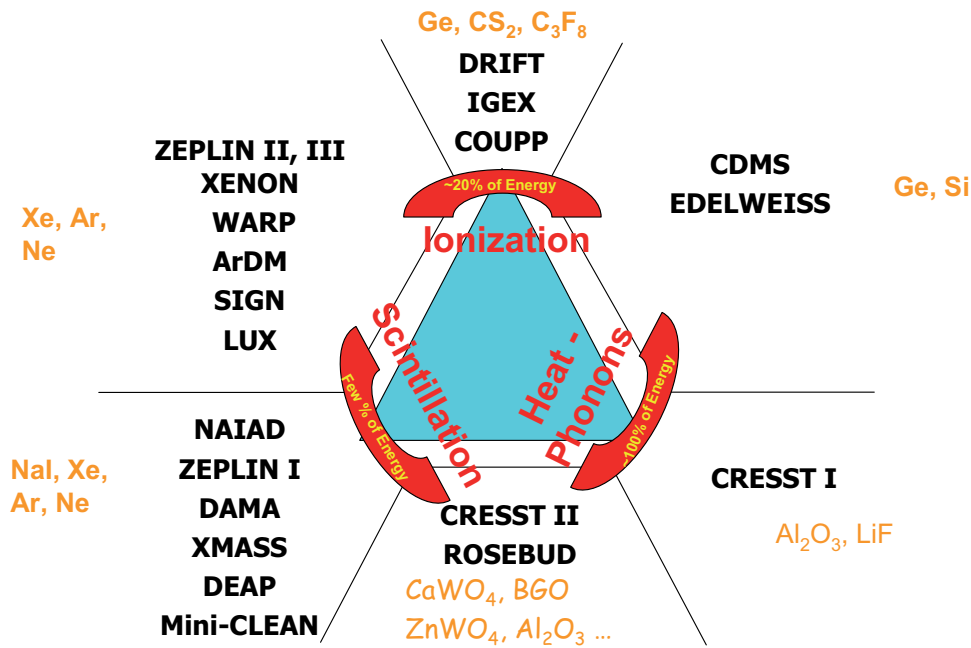 Ge, CS₂, C₃F₈
DRIFT
IGEX
COUPP
ZEPLIN II, III
XENON
WARP
ArDM
SIGN
LUX
Xe, Ar,
Ne
CDMS
EDELWEISS
Ge, Si
~20% of Energy
Ionization
Scintillation
Few % of Energy
Heat -
Phonons
~100% of Energy
NaI, Xe,
Ar, Ne
NAIAD
ZEPLIN I
DAMA
XMASS
DEAP
Mini-CLEAN
CRESST II
ROSEBUD
CaWO₄, BGO
ZnWO₄, Al₂O₃ ...
CRESST I
Al₂O₃, LiF